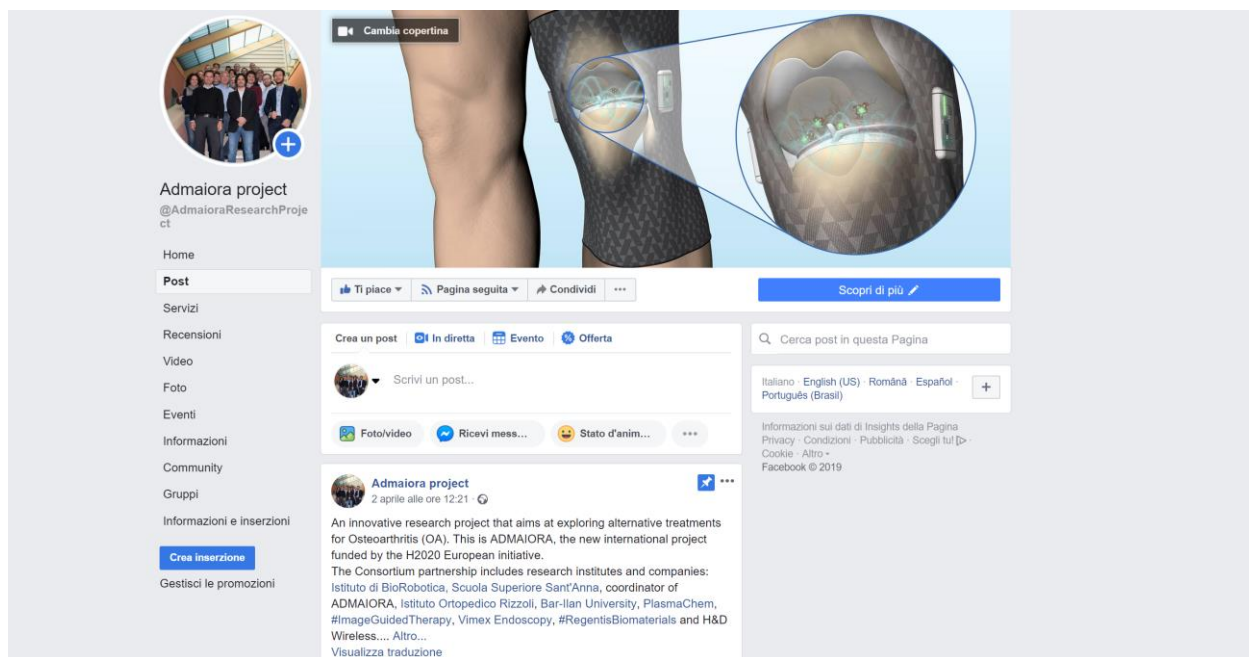 Cambia copertina
Admaiora project
@AdmaioraResearchProje
ct
Home
Post
Servizi
Recensioni
Video
Foto
Eventi
Informazioni
Community
Gruppi
Informazioni e inserzioni
Crea inserzione
Gestisci le promozioni
Ti piace
Pagina seguita
Condividi
Scopri di più
Crea un post
In diretta
Evento
Offerta
Scrivi un post...
Foto/video
Ricevi mess...
Stato d'anim...
Admaiora project
2 aprile alle ore 12:21 ·
An innovative research project that aims at exploring alternative treatments
for Osteoarthritis (OA). This is ADMAIORA, the new international project
funded by the H2020 European initiative.
The Consortium partnership includes research institutes and companies:
Istituto di BioRobotica, Scuola Superiore Sant'Anna, coordinator of
ADMAIORA, Istituto Ortopedico Rizzoli, Bar-Ilan University, PlasmaChem,
#ImageGuidedTherapy, Vimex Endoscopy, #RegentisBiomaterials and H&D
Wireless.... Altro...
Visualizza traduzione
Cerca post in questa Pagina
Italiano · English (US) · Română · Español ·
Português (Brasil)
Informazioni sui dati di Insights della Pagina
Privacy · Condizioni · Pubblicità · Scegli tu! ·
Cookie · Altro
Facebook © 2019